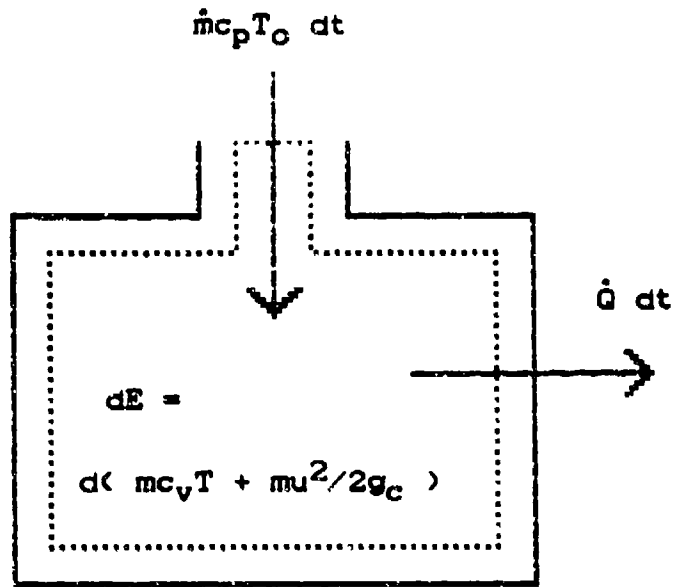 ṁc_pT_o dt
Q̇ dt
dE =
d( mc_vT + mu²/2g_c )